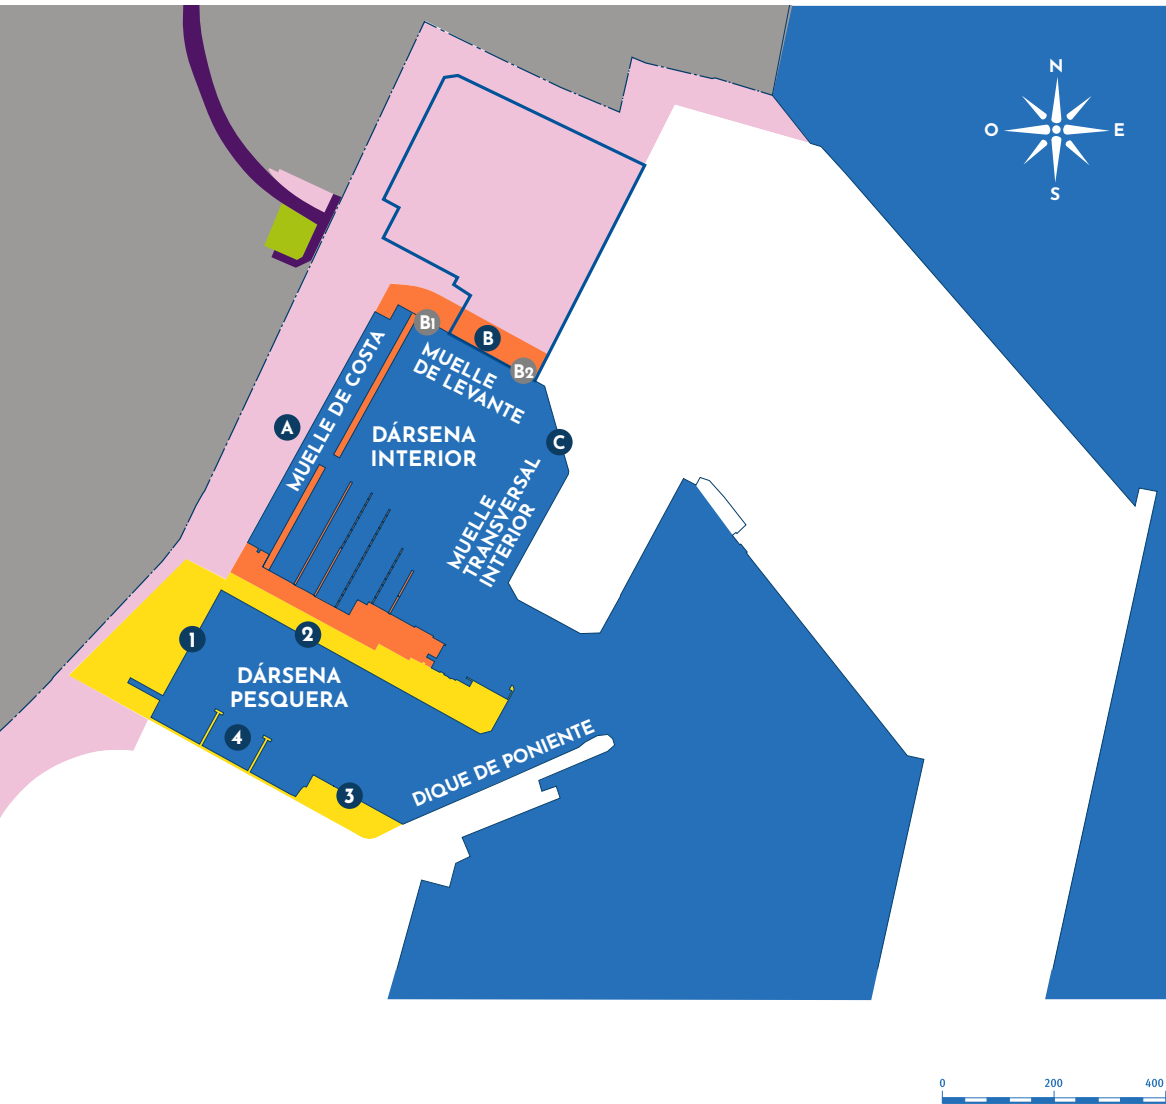 N
O
E
S
B1
B
B2
MUELLE
DE LEVANTE
MUELLE DE COSTA
A
DÁRSENA
INTERIOR
C
MUELLE
TRANSVERSAL
INTERIOR
1
2
DÁRSENA
PESQUERA
4
3
DIQUE DE PONIENTE
0
200
400